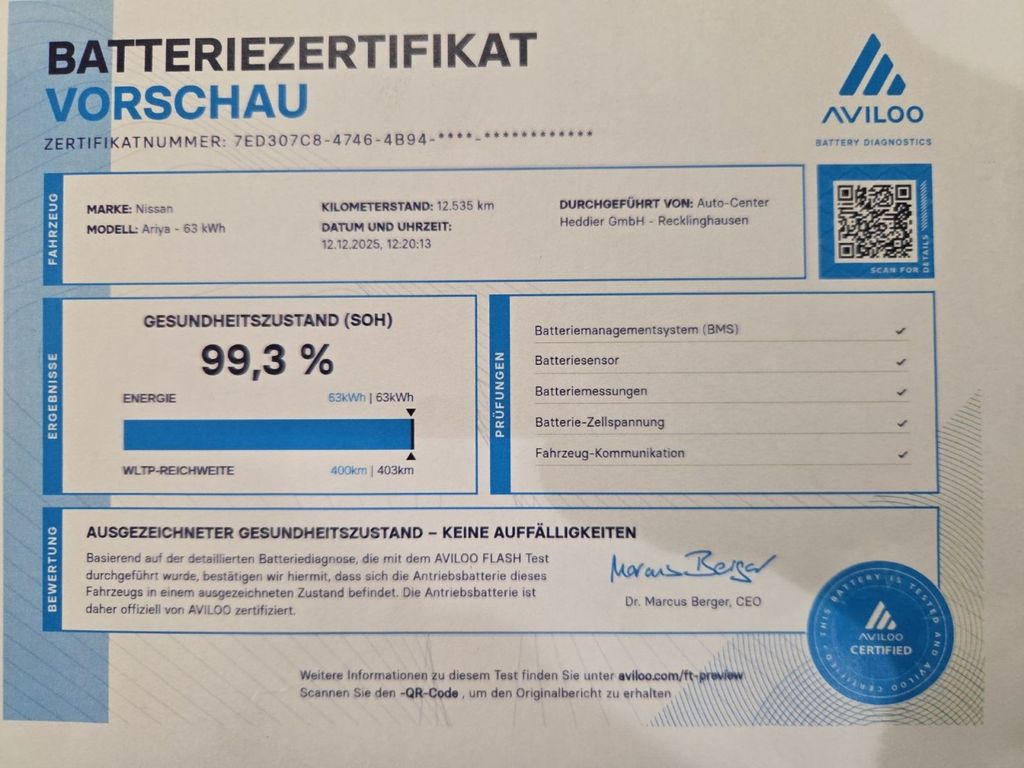 BATTERIEZERTIFIKAT
VORSCHAU
ZERTIFIKATNUMMER: 7ED307C8-4746-4B94-****-************
AVILOO
BATTERY DIAGNOSTICS
FAHRZEUG
MARKE: Nissan
MODELL: Ariya - 63 kWh
KILOMETERSTAND: 12.535 km
DATUM UND UHRZEIT:
12.12.2025, 12:20:13
DURCHGEFÜHRT VON: Auto-Center
Heddier GmbH - Recklinghausen
SCAN FOR DETAILS
ERGEBNISSE
GESUNDHEITSZUSTAND (SOH)
99,3 %
ENERGIE 63kWh | 63kWh
WLTP-REICHWEITE 400km | 403km
PRÜFUNGEN
Batteriemanagementsystem (BMS) ✓
Batteriesensor ✓
Batteriemessungen ✓
Batterie-Zellspannung ✓
Fahrzeug-Kommunikation ✓
BEWERTUNG
AUSGEZEICHNETER GESUNDHEITSZUSTAND – KEINE AUFFÄLLIGKEITEN
Basierend auf der detaillierten Batteriediagnose, die mit dem AVILOO FLASH Test
durchgeführt wurde, bestätigen wir hiermit, dass sich die Antriebsbatterie dieses
Fahrzeugs in einem ausgezeichneten Zustand befindet. Die Antriebsbatterie ist
daher offiziell von AVILOO zertifiziert.
Marcus Berger
Dr. Marcus Berger, CEO
THIS BATTERY IS TESTED AND AVILOO CERTIFIED
AVILOO
CERTIFIED
Weitere Informationen zu diesem Test finden Sie unter aviloo.com/ft-preview
Scannen Sie den -QR-Code , um den Originalbericht zu erhalten